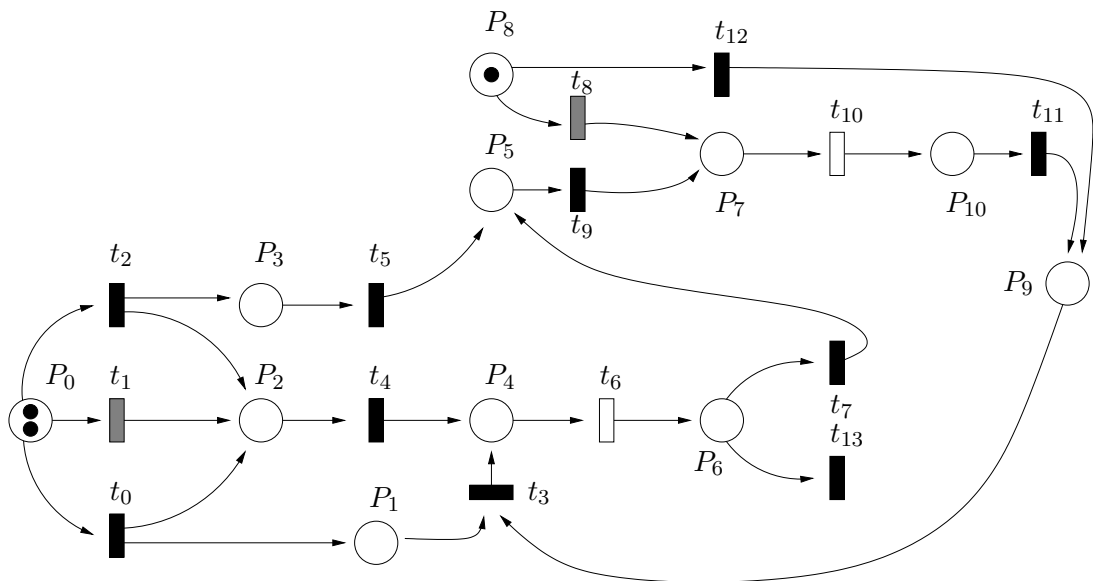 P₈
t₁₂
t₈
t₁₀
t₁₁
P₅
P₇
P₁₀
t₉
t₂
P₃
t₅
P₉
P₀
t₁
P₂
t₄
P₄
t₆
t₇
t₁₃
P₆
t₀
P₁
t₃